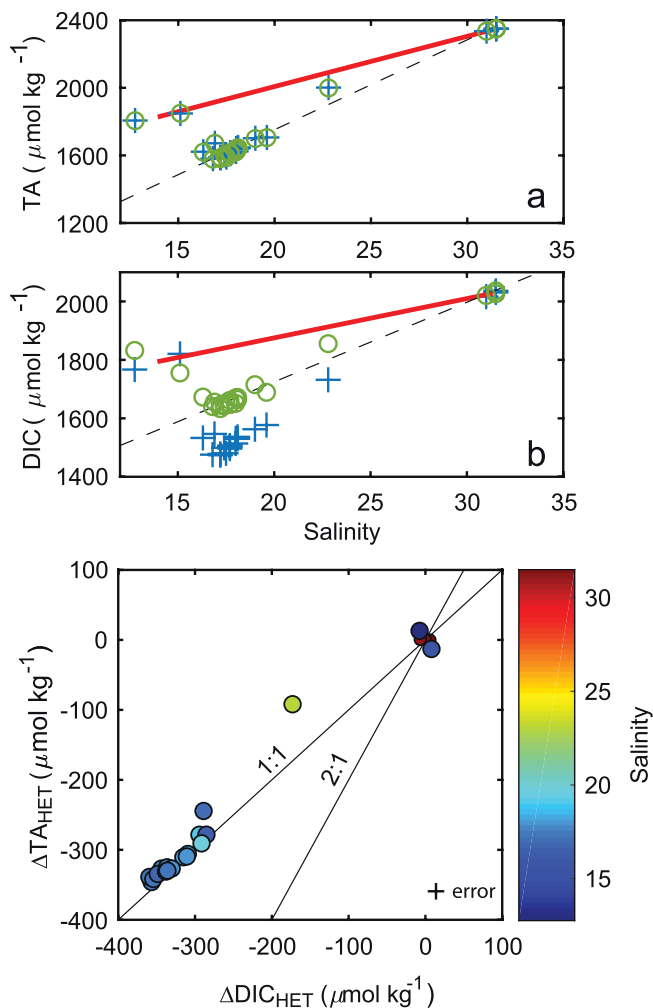 2400
2000
1600
1200
TA ( μmol kg⁻¹)
15 20 25 30 35
a
2000
1800
1600
1400
DIC ( μmol kg⁻¹)
b
15 20 25 30 35
Salinity
100
0
-100
-200
-300
-400
ΔTA_HET (μmol kg⁻¹)
1:1
2:1
error
-400 -300 -200 -100 0 100
ΔDIC_HET (μmol kg⁻¹)
30
25
20
15
Salinity